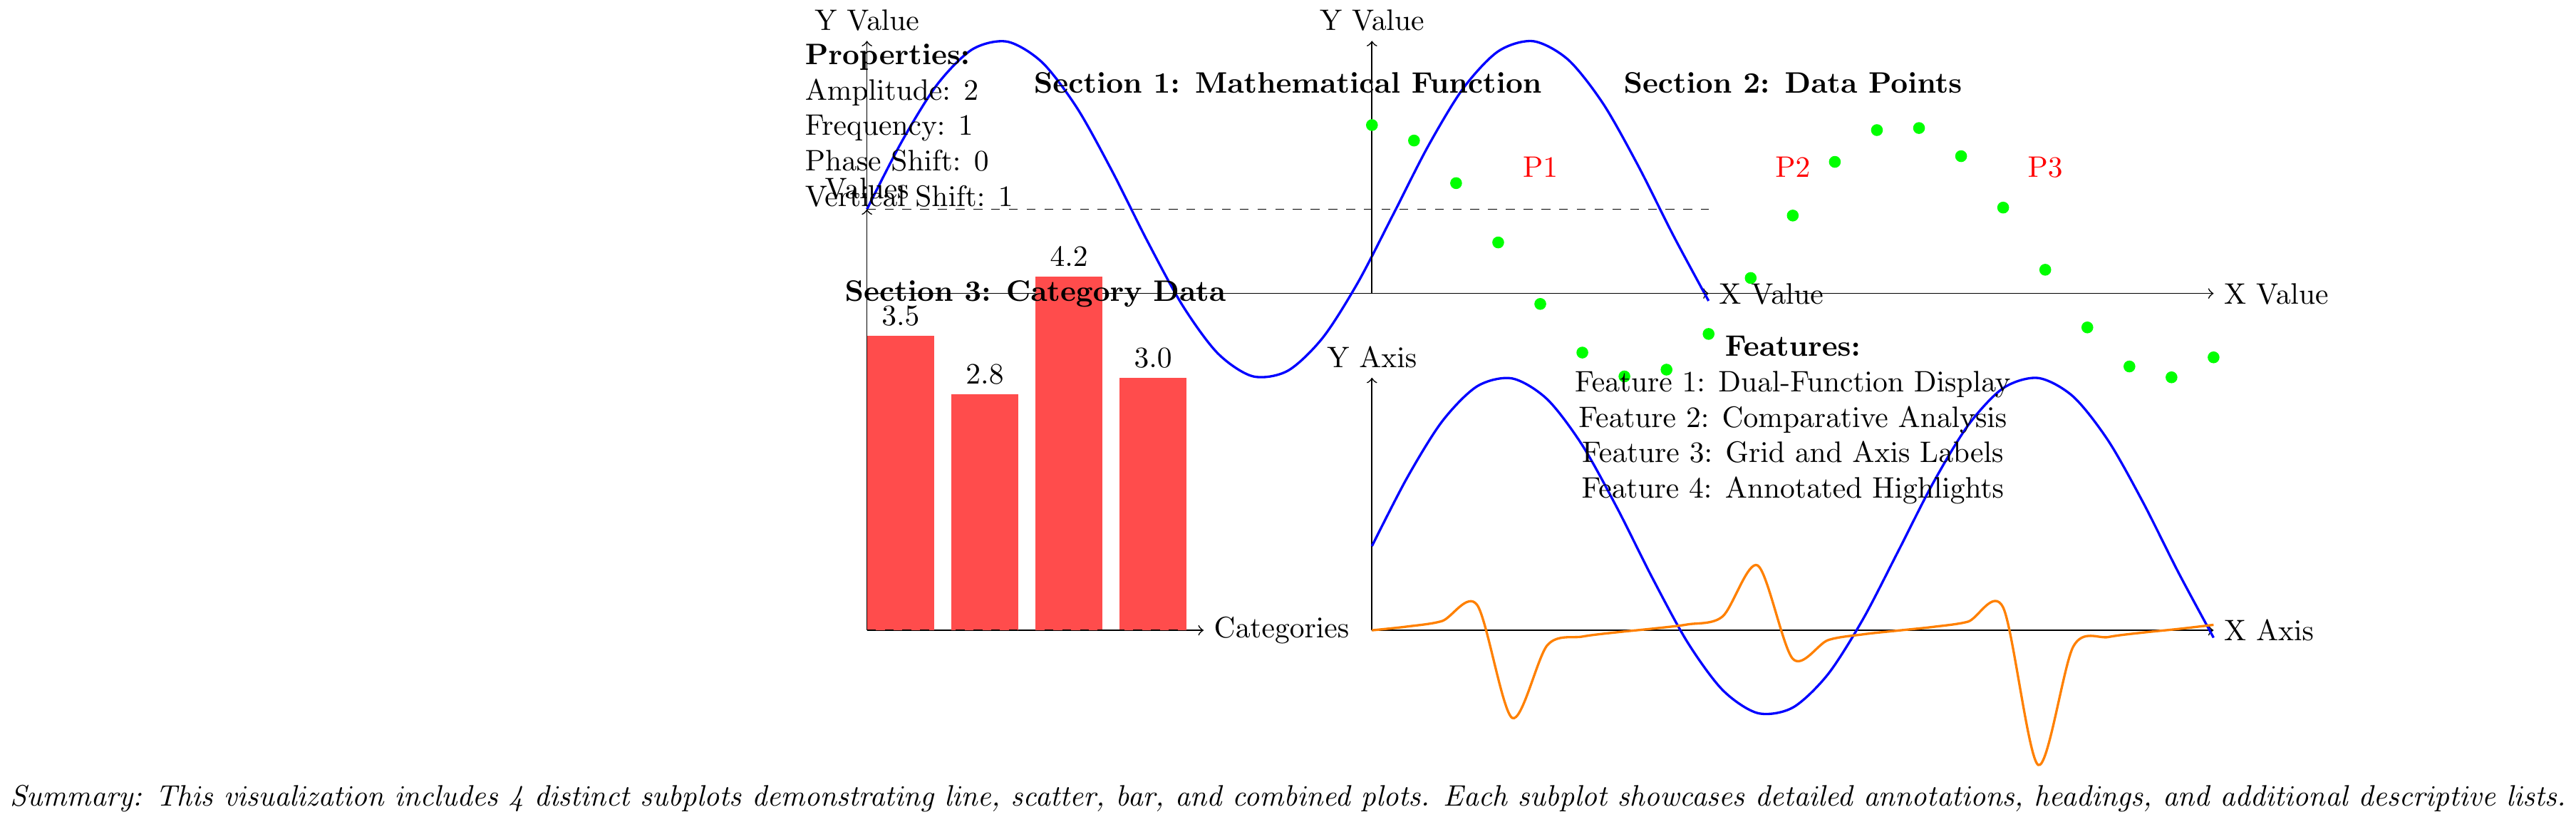 Y Value
Y Value
Properties:
Amplitude: 2
Frequency: 1
Phase Shift: 0
Vertical Shift: 1
Section 1: Mathematical Function
Section 2: Data Points
P1
P2
P3
Values
X Value
X Value
Section 3: Category Data
3.5
2.8
4.2
3.0
Categories
Y Axis
Features:
Feature 1: Dual-Function Display
Feature 2: Comparative Analysis
Feature 3: Grid and Axis Labels
Feature 4: Annotated Highlights
X Axis
Summary: This visualization includes 4 distinct subplots demonstrating line, scatter, bar, and combined plots. Each subplot showcases detailed annotations, headings, and additional descriptive lists.